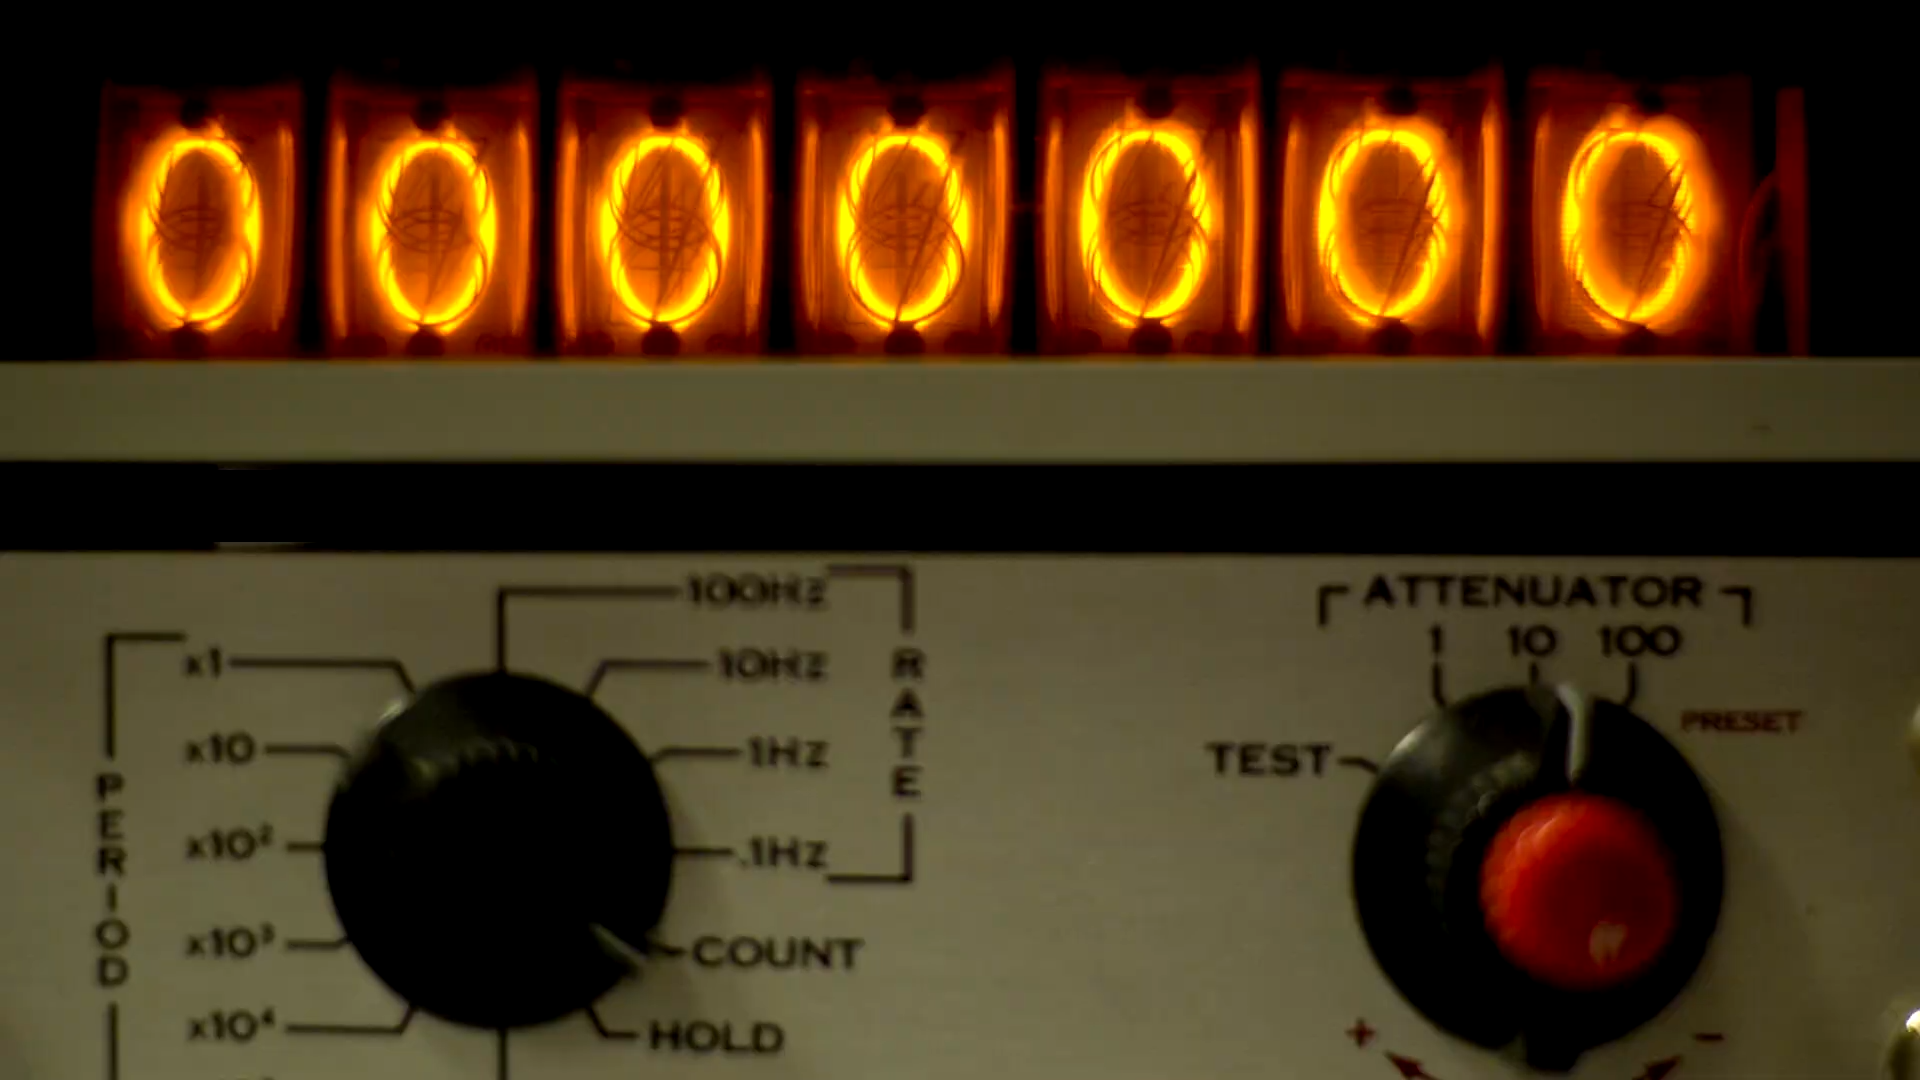 0000000
100HZ
x1
10HZ
x10
1HZ
x10²
.1HZ
x10³
COUNT
x10⁴
HOLD
PERIOD
RATE
ATTENUATOR
1 10 100
PRESET
TEST
+ −